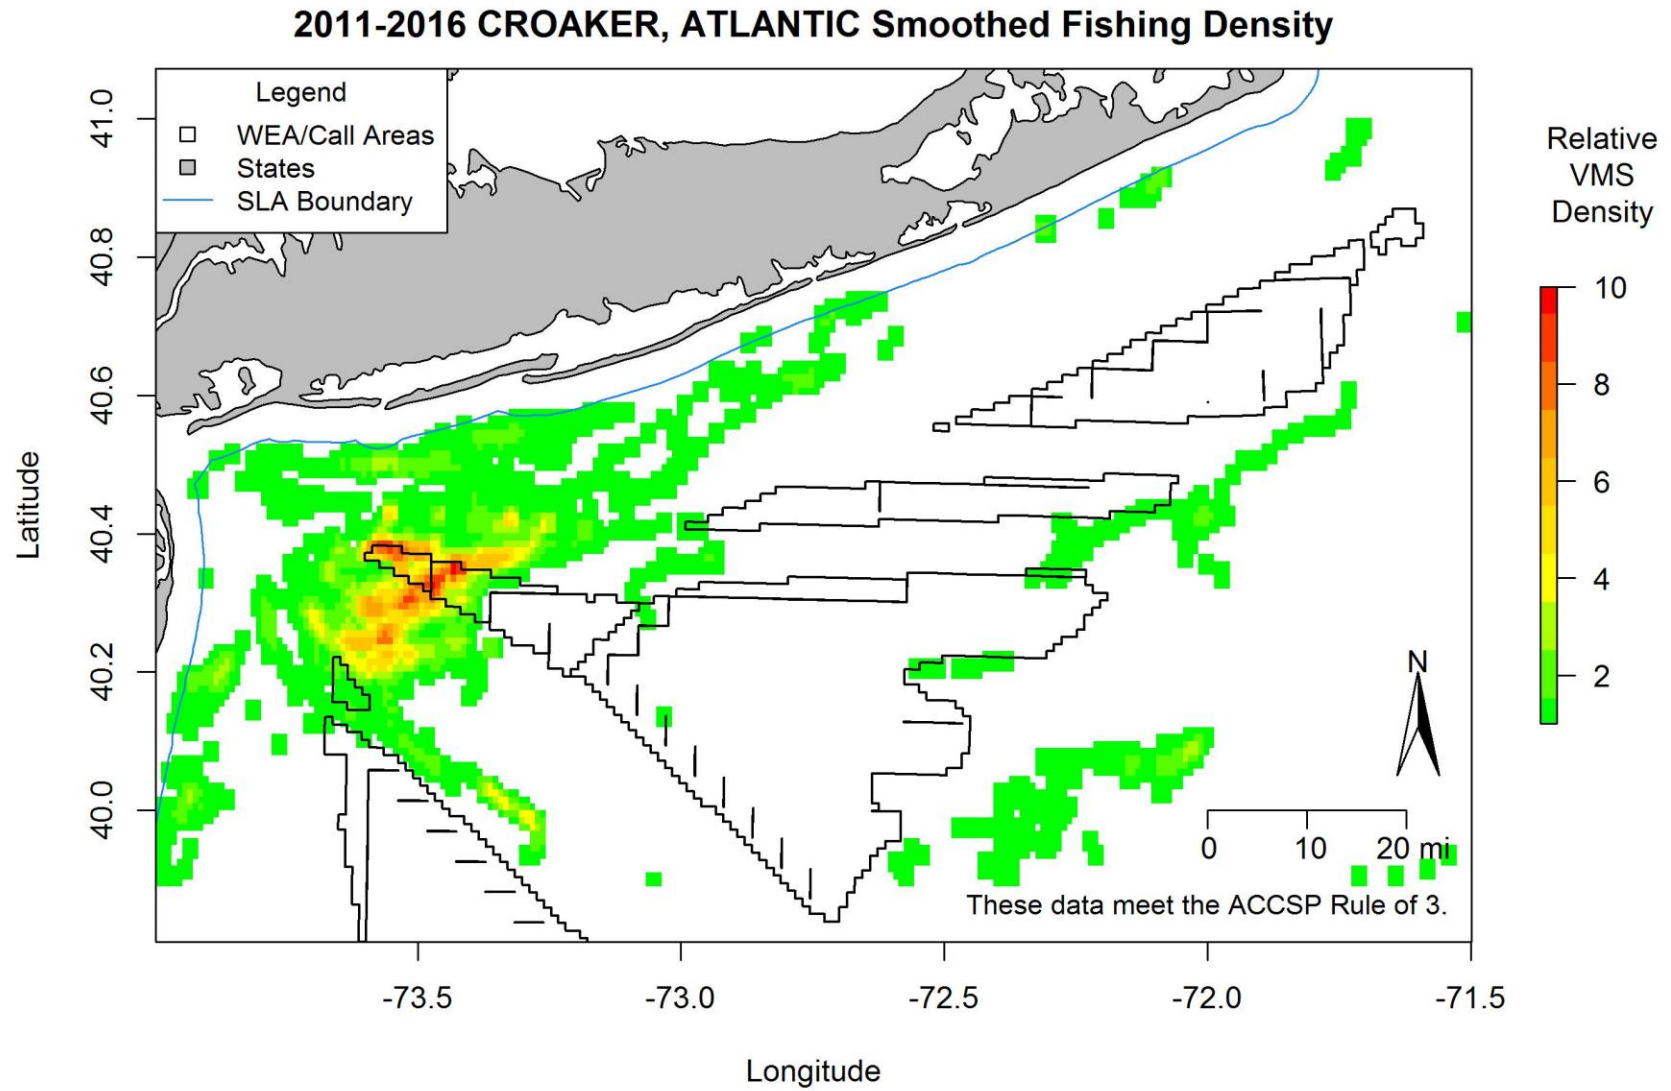 2011-2016 CROAKER, ATLANTIC Smoothed Fishing Density
Legend
WEA/Call Areas
States
SLA Boundary
Relative
VMS
Density
10
8
6
4
2
Latitude
41.0
40.8
40.6
40.4
40.2
40.0
N
0 10 20 mi
These data meet the ACCSP Rule of 3.
-73.5 -73.0 -72.5 -72.0 -71.5
Longitude